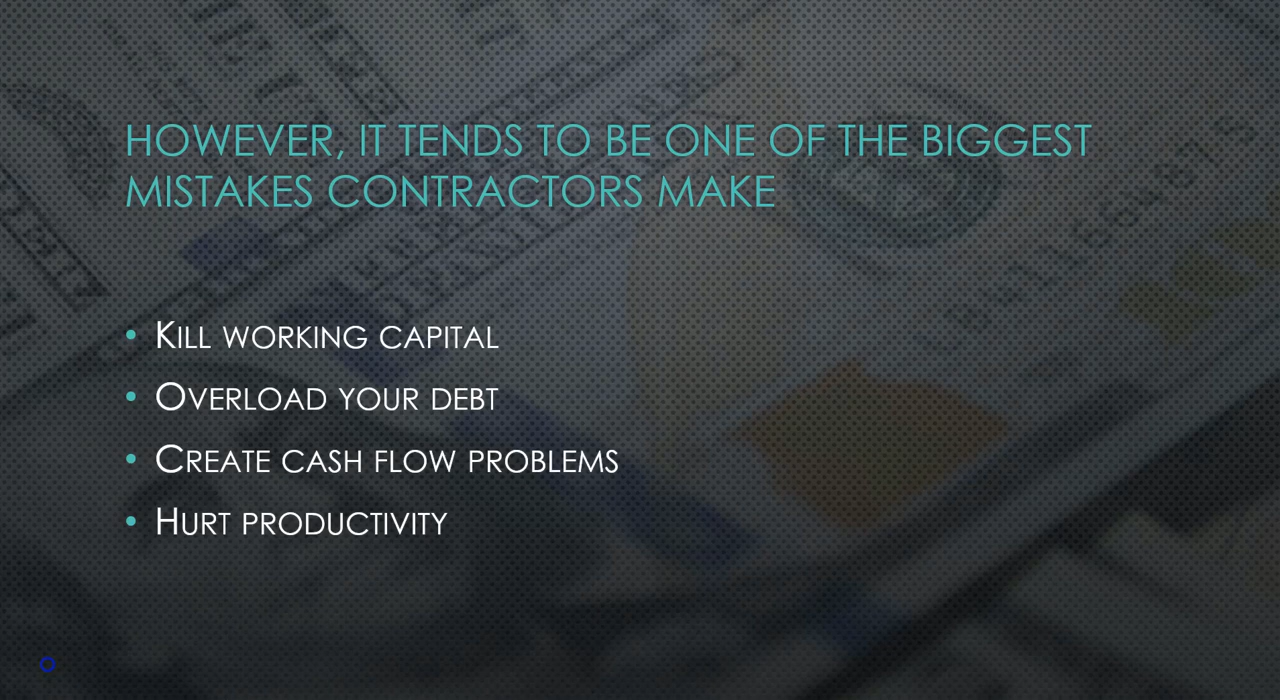 HOWEVER, IT TENDS TO BE ONE OF THE BIGGEST
MISTAKES CONTRACTORS MAKE
• KILL WORKING CAPITAL
• OVERLOAD YOUR DEBT
• CREATE CASH FLOW PROBLEMS
• HURT PRODUCTIVITY